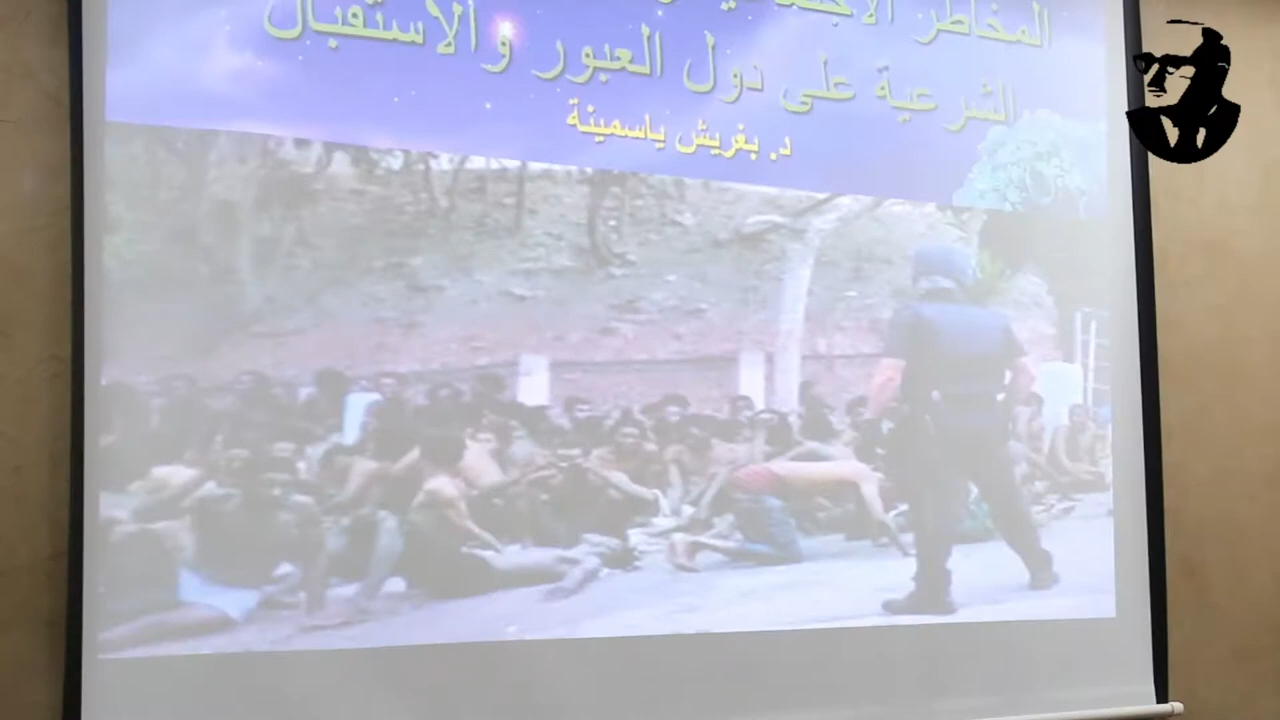 المخاطر
الشرعية على دول العبور والاستقبال
د. بغريش ياسمينة